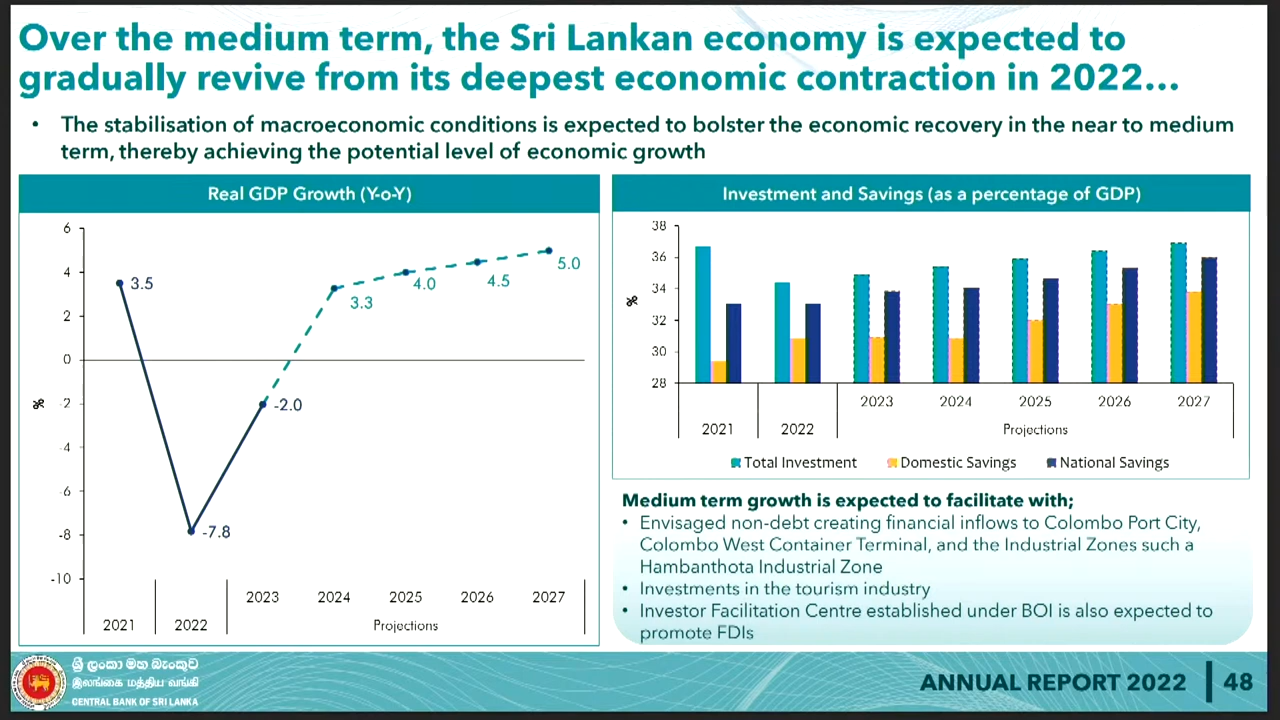 Over the medium term, the Sri Lankan economy is expected to
gradually revive from its deepest economic contraction in 2022...
• The stabilisation of macroeconomic conditions is expected to bolster the economic recovery in the near to medium
term, thereby achieving the potential level of economic growth
Real GDP Growth (Y-o-Y)
6
4
2
0
-2
-4
-6
-8
-10
%
3.5
-7.8
-2.0
3.3
4.0
4.5
5.0
2021
2022
2023
2024
2025
2026
2027
Projections
Investment and Savings (as a percentage of GDP)
38
36
34
32
30
28
%
2021
2022
2023
2024
2025
2026
2027
Projections
Total Investment
Domestic Savings
National Savings
Medium term growth is expected to facilitate with;
• Envisaged non-debt creating financial inflows to Colombo Port City,
Colombo West Container Terminal, and the Industrial Zones such a
Hambanthota Industrial Zone
• Investments in the tourism industry
• Investor Facilitation Centre established under BOI is also expected to
promote FDIs
ශ්‍රී ලංකා මහ බැංකුව
இலங்கை மத்திய வங்கி
CENTRAL BANK OF SRI LANKA
ANNUAL REPORT 2022
48